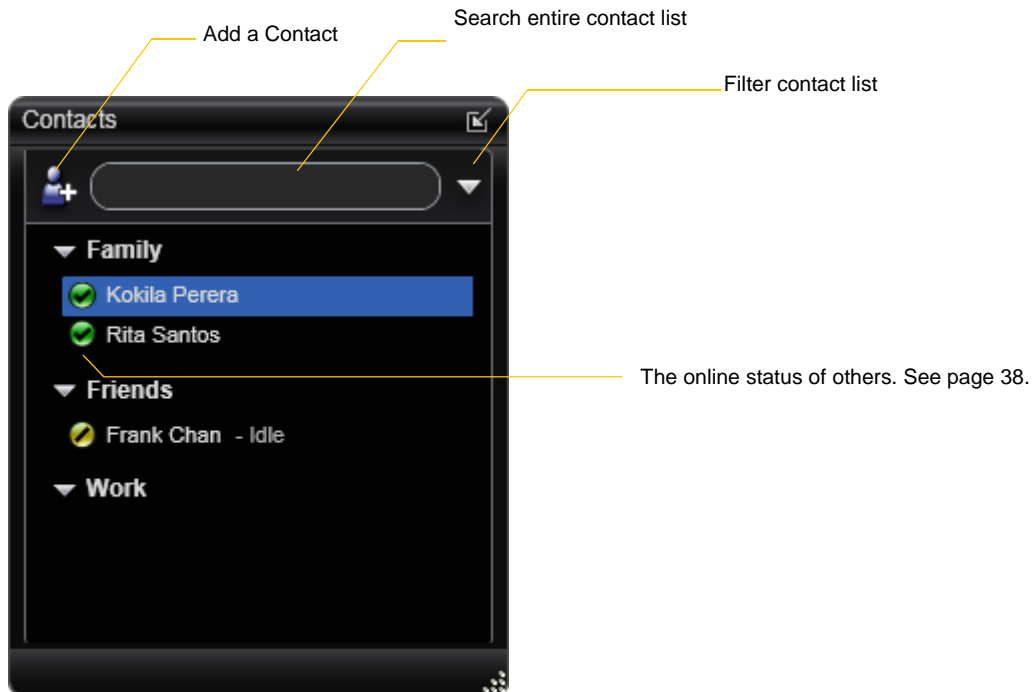 Search entire contact list
Add a Contact
Filter contact list
Contacts
Family
Kokila Perera
Rita Santos
The online status of others. See page 38.
Friends
Frank Chan - Idle
Work